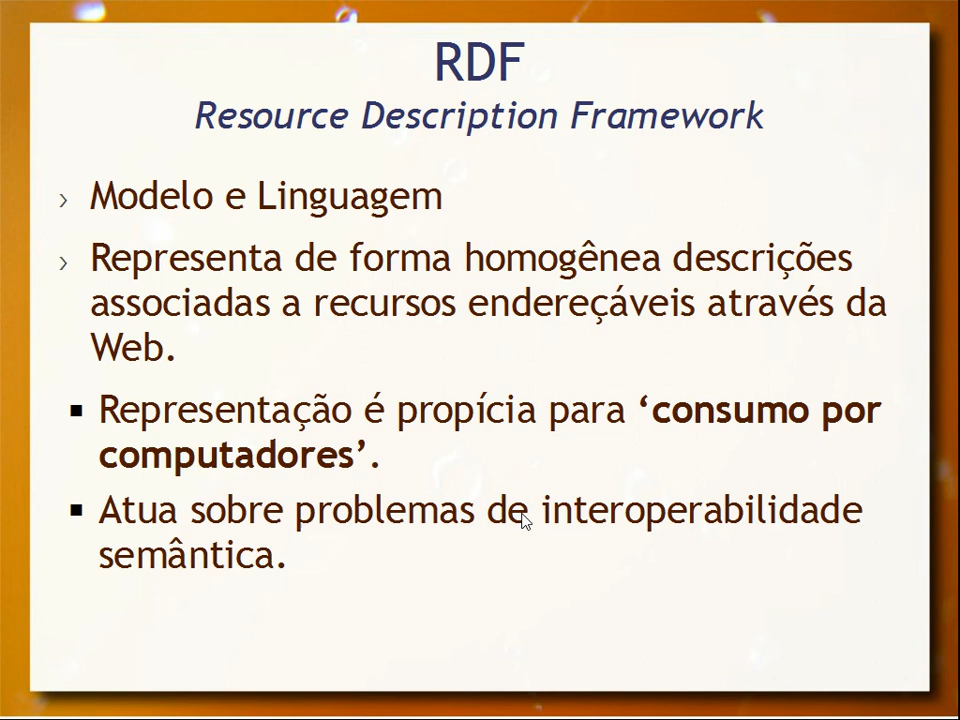 RDF
Resource Description Framework
› Modelo e Linguagem
› Representa de forma homogênea descrições
associadas a recursos endereçáveis através da
Web.
▪ Representação é propícia para ‘consumo por
computadores’.
▪ Atua sobre problemas de interoperabilidade
semântica.